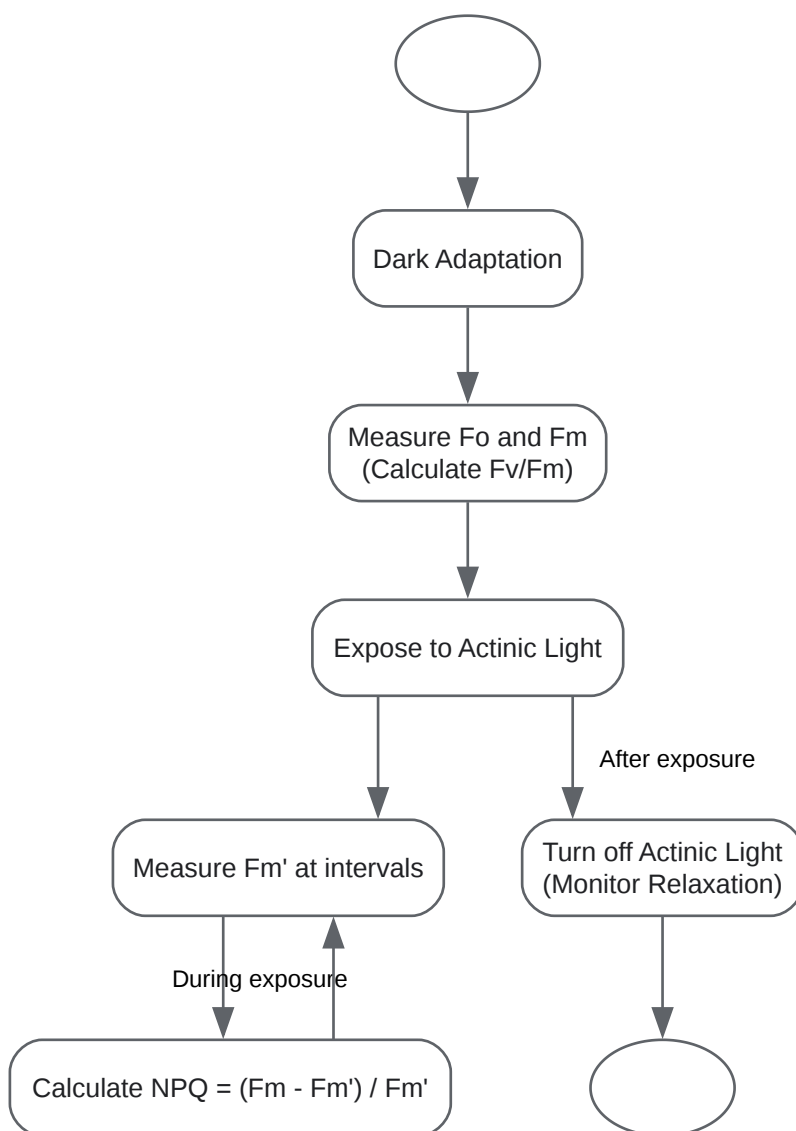 Dark Adaptation
Measure Fo and Fm
(Calculate Fv/Fm)
Expose to Actinic Light
After exposure
Measure Fm' at intervals
Turn off Actinic Light
(Monitor Relaxation)
During exposure
Calculate NPQ = (Fm - Fm') / Fm'